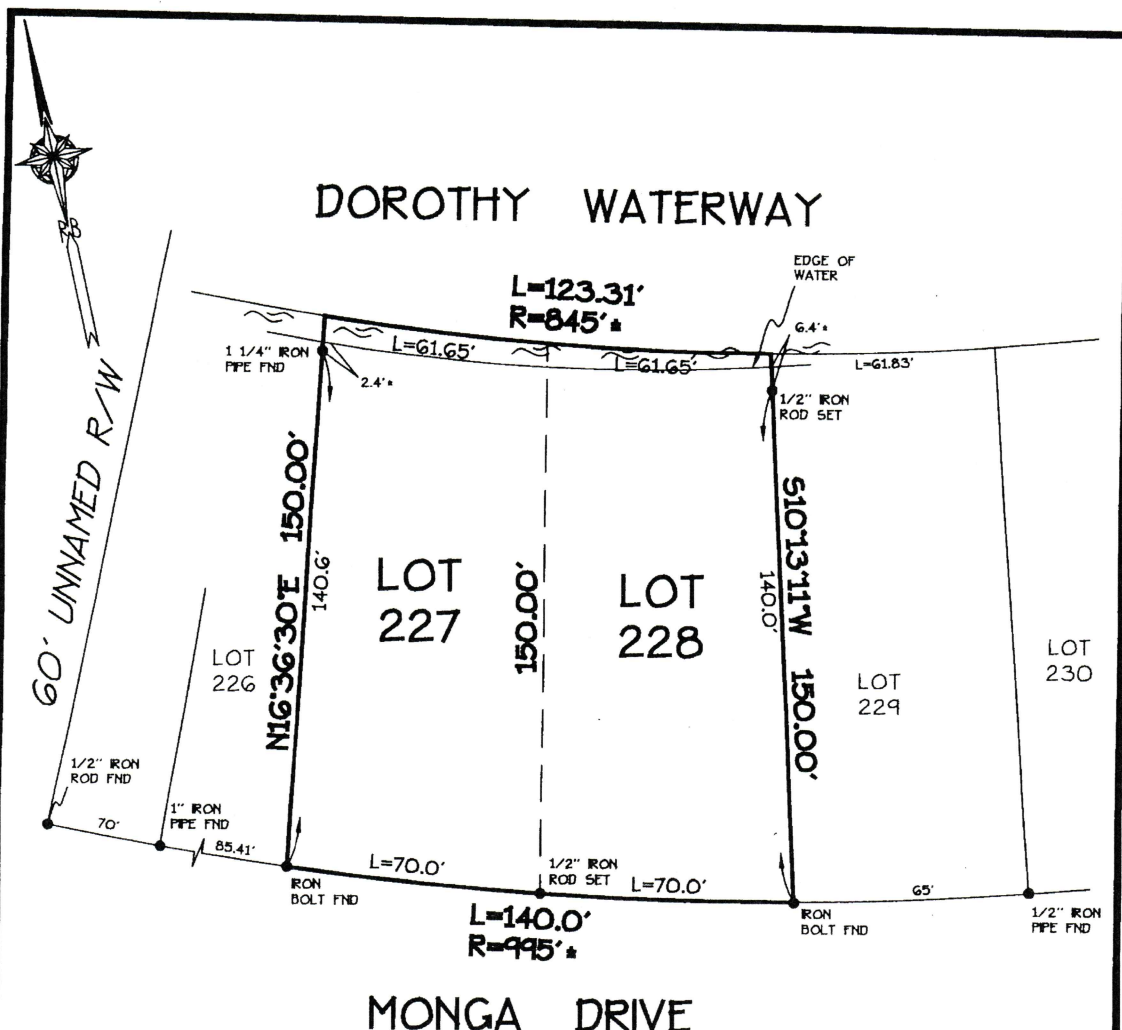 RB
DOROTHY WATERWAY
EDGE OF
WATER
L=123.31'
R=845'*
6.4'*
1 1/4" IRON
PIPE FND
L=61.65'
L=61.65'
L=61.83'
2.4'*
1/2" IRON
ROD SET
60' UNNAMED R/W
N16°36'30"E 150.00'
140.6'
LOT
227
150.00'
LOT
228
140.0'
S10°13'11"W 150.00'
LOT
226
LOT
229
LOT
230
1/2" IRON
ROD FND
70'
1" IRON
PIPE FND
85.41'
L=70.0'
1/2" IRON
ROD SET
L=70.0'
65'
IRON
BOLT FND
IRON
BOLT FND
1/2" IRON
PIPE FND
L=140.0'
R=995'*
MONGA DRIVE